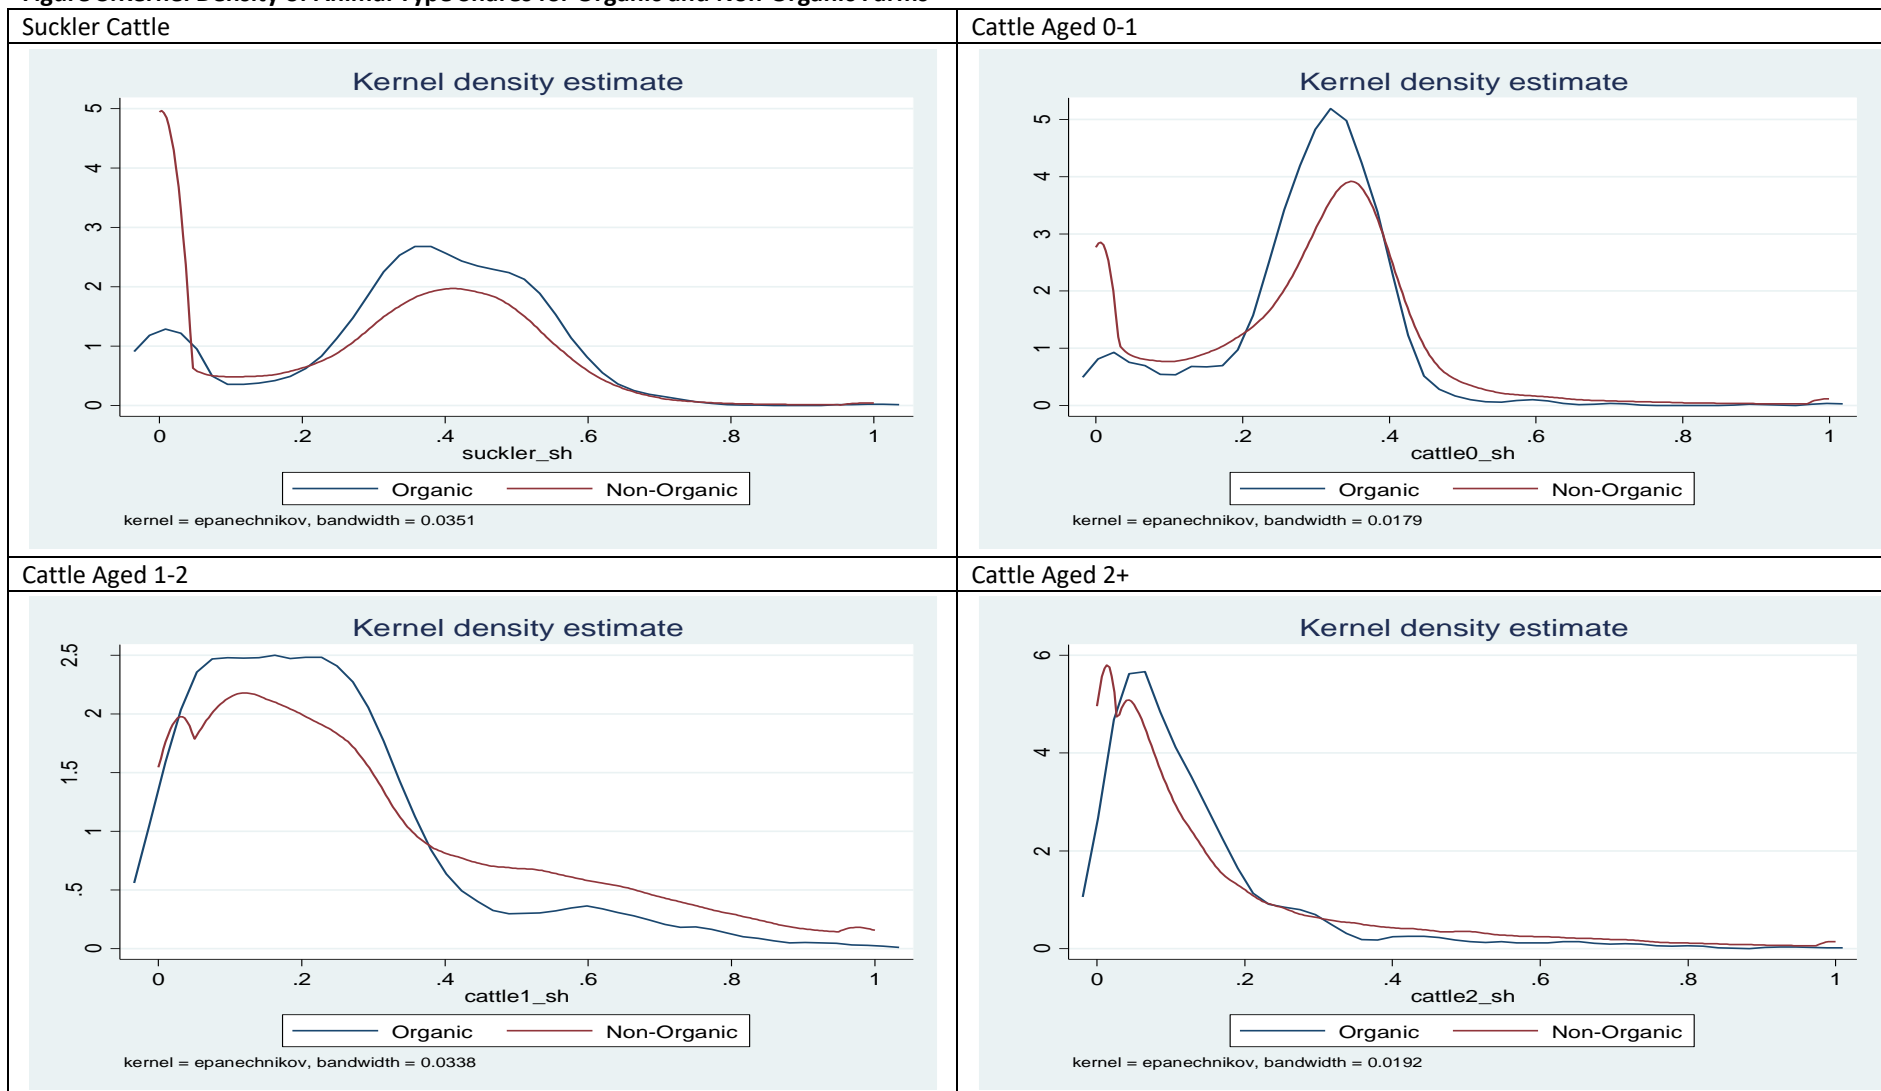 Suckler Cattle
Kernel density estimate
5
4
3
2
1
0
0 .2 .4 .6 .8 1
suckler_sh
Organic Non-Organic
kernel = epanechnikov, bandwidth = 0.0351
Cattle Aged 0-1
Kernel density estimate
5
4
3
2
1
0
0 .2 .4 .6 .8 1
cattle0_sh
Organic Non-Organic
kernel = epanechnikov, bandwidth = 0.0179
Cattle Aged 1-2
Kernel density estimate
2.5
2
1.5
1
.5
0
0 .2 .4 .6 .8 1
cattle1_sh
Organic Non-Organic
kernel = epanechnikov, bandwidth = 0.0338
Cattle Aged 2+
Kernel density estimate
6
4
2
0
0 .2 .4 .6 .8 1
cattle2_sh
Organic Non-Organic
kernel = epanechnikov, bandwidth = 0.0192